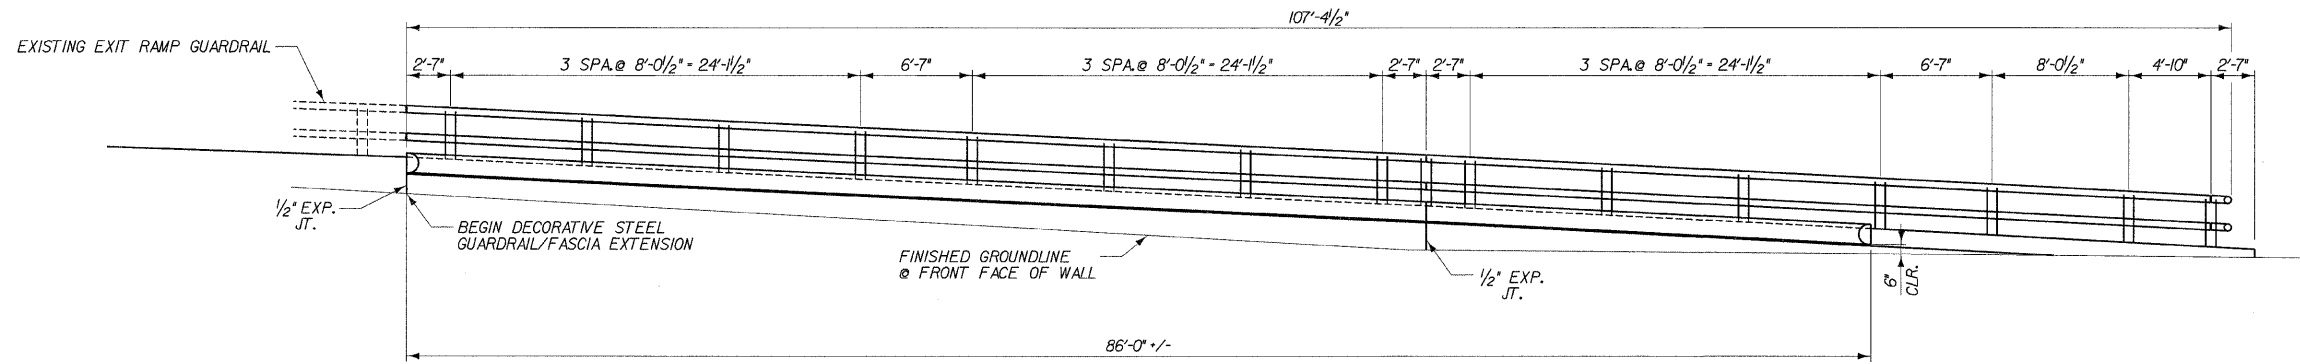 107'-4½"
EXISTING EXIT RAMP GUARDRAIL
2'-7"
3 SPA.@ 8'-0½" = 24'-1½"
6'-7"
3 SPA.@ 8'-0½" = 24'-1½"
2'-7"
2'-7"
3 SPA.@ 8'-0½" = 24'-1½"
6'-7"
8'-0½"
4'-10"
2'-7"
½" EXP.
JT.
BEGIN DECORATIVE STEEL
GUARDRAIL/FASCIA EXTENSION
FINISHED GROUNDLINE
@ FRONT FACE OF WALL
½" EXP.
JT.
6"
CLR.
86'-0" +/-